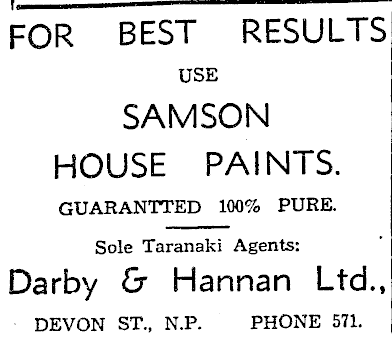 FOR BEST RESULTS
USE
SAMSON
HOUSE PAINTS.
GUARANTTED 100% PURE.
Sole Taranaki Agents:
Darby & Hannan Ltd.,
DEVON ST., N.P. PHONE 571.